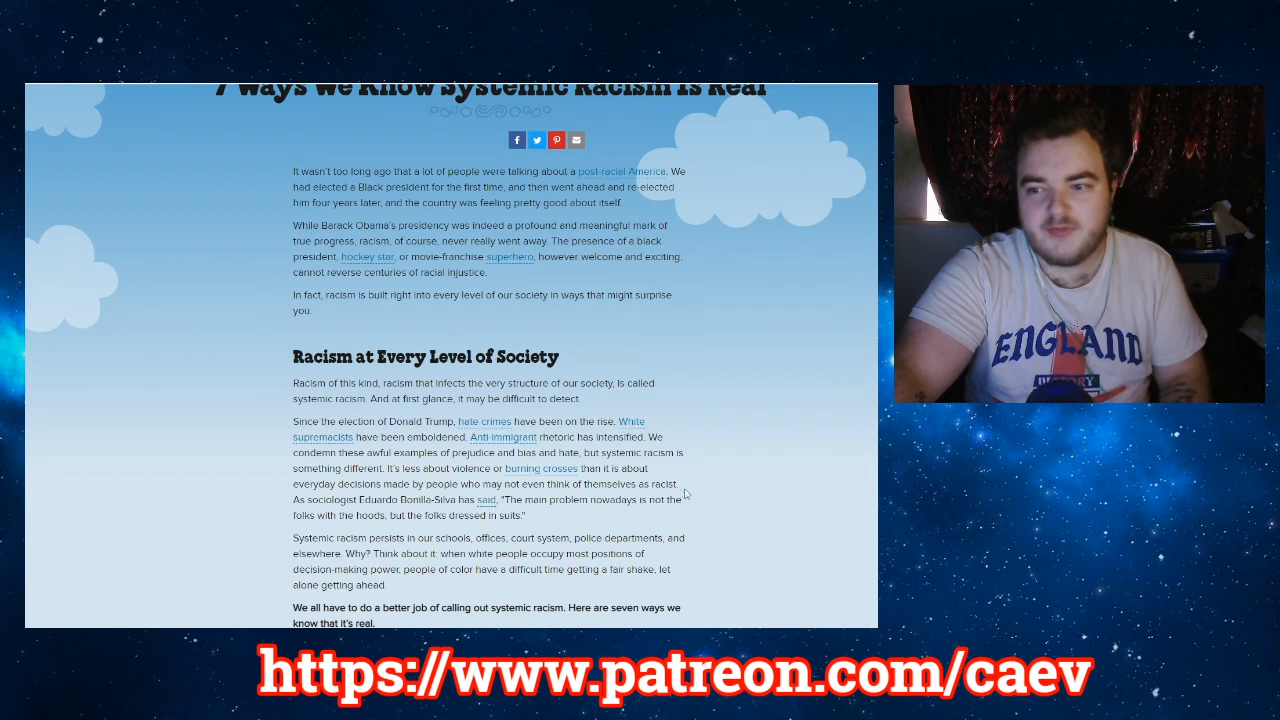 7 Ways We Know Systemic Racism Is Real
It wasn't too long ago that a lot of people were talking about a post-racial America. We
had elected a Black president for the first time, and then went ahead and re-elected
him four years later, and the country was feeling pretty good about itself.
While Barack Obama's presidency was indeed a profound and meaningful mark of
true progress, racism, of course, never really went away. The presence of a black
president, hockey star, or movie-franchise superhero, however welcome and exciting,
cannot reverse centuries of racial injustice.
In fact, racism is built right into every level of our society in ways that might surprise
you.
Racism at Every Level of Society
Racism of this kind, racism that infects the very structure of our society, is called
systemic racism. And at first glance, it may be difficult to detect.
Since the election of Donald Trump, hate crimes have been on the rise. White
supremacists have been emboldened. Anti-immigrant rhetoric has intensified. We
condemn these awful examples of prejudice and bias and hate, but systemic racism is
something different. It's less about violence or burning crosses than it is about
everyday decisions made by people who may not even think of themselves as racist.
As sociologist Eduardo Bonilla-Silva has said, "The main problem nowadays is not the
folks with the hoods, but the folks dressed in suits."
Systemic racism persists in our schools, offices, court system, police departments, and
elsewhere. Why? Think about it: when white people occupy most positions of
decision-making power, people of color have a difficult time getting a fair shake, let
alone getting ahead.
We all have to do a better job of calling out systemic racism. Here are seven ways we
know that it's real.
ENGLAND
https://www.patreon.com/caev